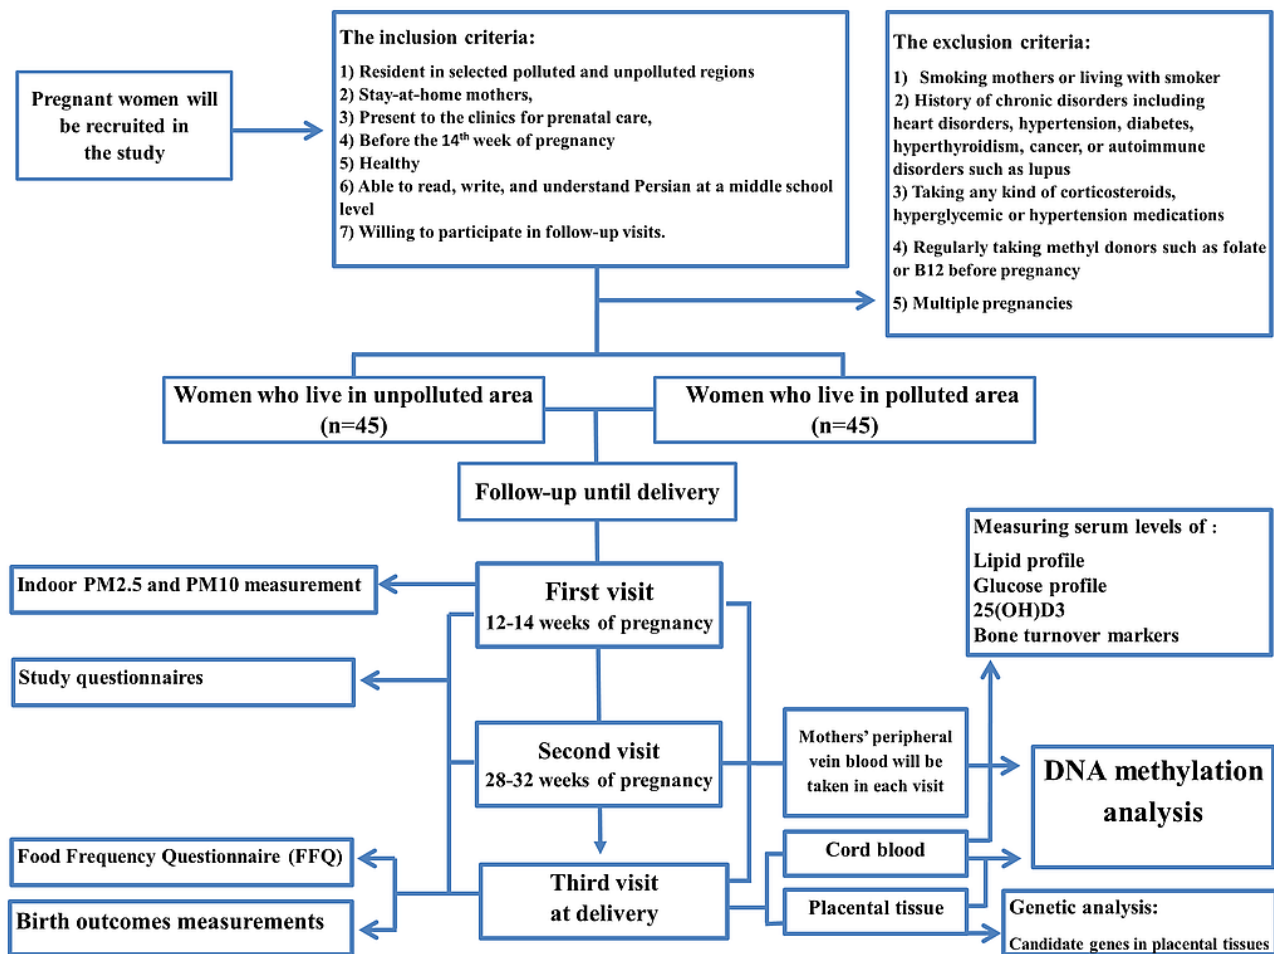 Pregnant women will
be recruited in
the study
The inclusion criteria:
1) Resident in selected polluted and unpolluted regions
2) Stay-at-home mothers,
3) Present to the clinics for prenatal care,
4) Before the 14th week of pregnancy
5) Healthy
6) Able to read, write, and understand Persian at a middle school
level
7) Willing to participate in follow-up visits.
The exclusion criteria:
1) Smoking mothers or living with smoker
2) History of chronic disorders including
heart disorders, hypertension, diabetes,
hyperthyroidism, cancer, or autoimmune
disorders such as lupus
3) Taking any kind of corticosteroids,
hyperglycemic or hypertension medications
4) Regularly taking methyl donors such as folate
or B12 before pregnancy
5) Multiple pregnancies
Women who live in unpolluted area
(n=45)
Women who live in polluted area
(n=45)
Follow-up until delivery
First visit
12-14 weeks of pregnancy
Indoor PM2.5 and PM10 measurement
Study questionnaires
Second visit
28-32 weeks of pregnancy
Food Frequency Questionnaire (FFQ)
Birth outcomes measurements
Third visit
at delivery
Mothers' peripheral
vein blood will be
taken in each visit
Cord blood
Placental tissue
Measuring serum levels of :
Lipid profile
Glucose profile
25(OH)D3
Bone turnover markers
DNA methylation
analysis
Genetic analysis:
Candidate genes in placental tissues